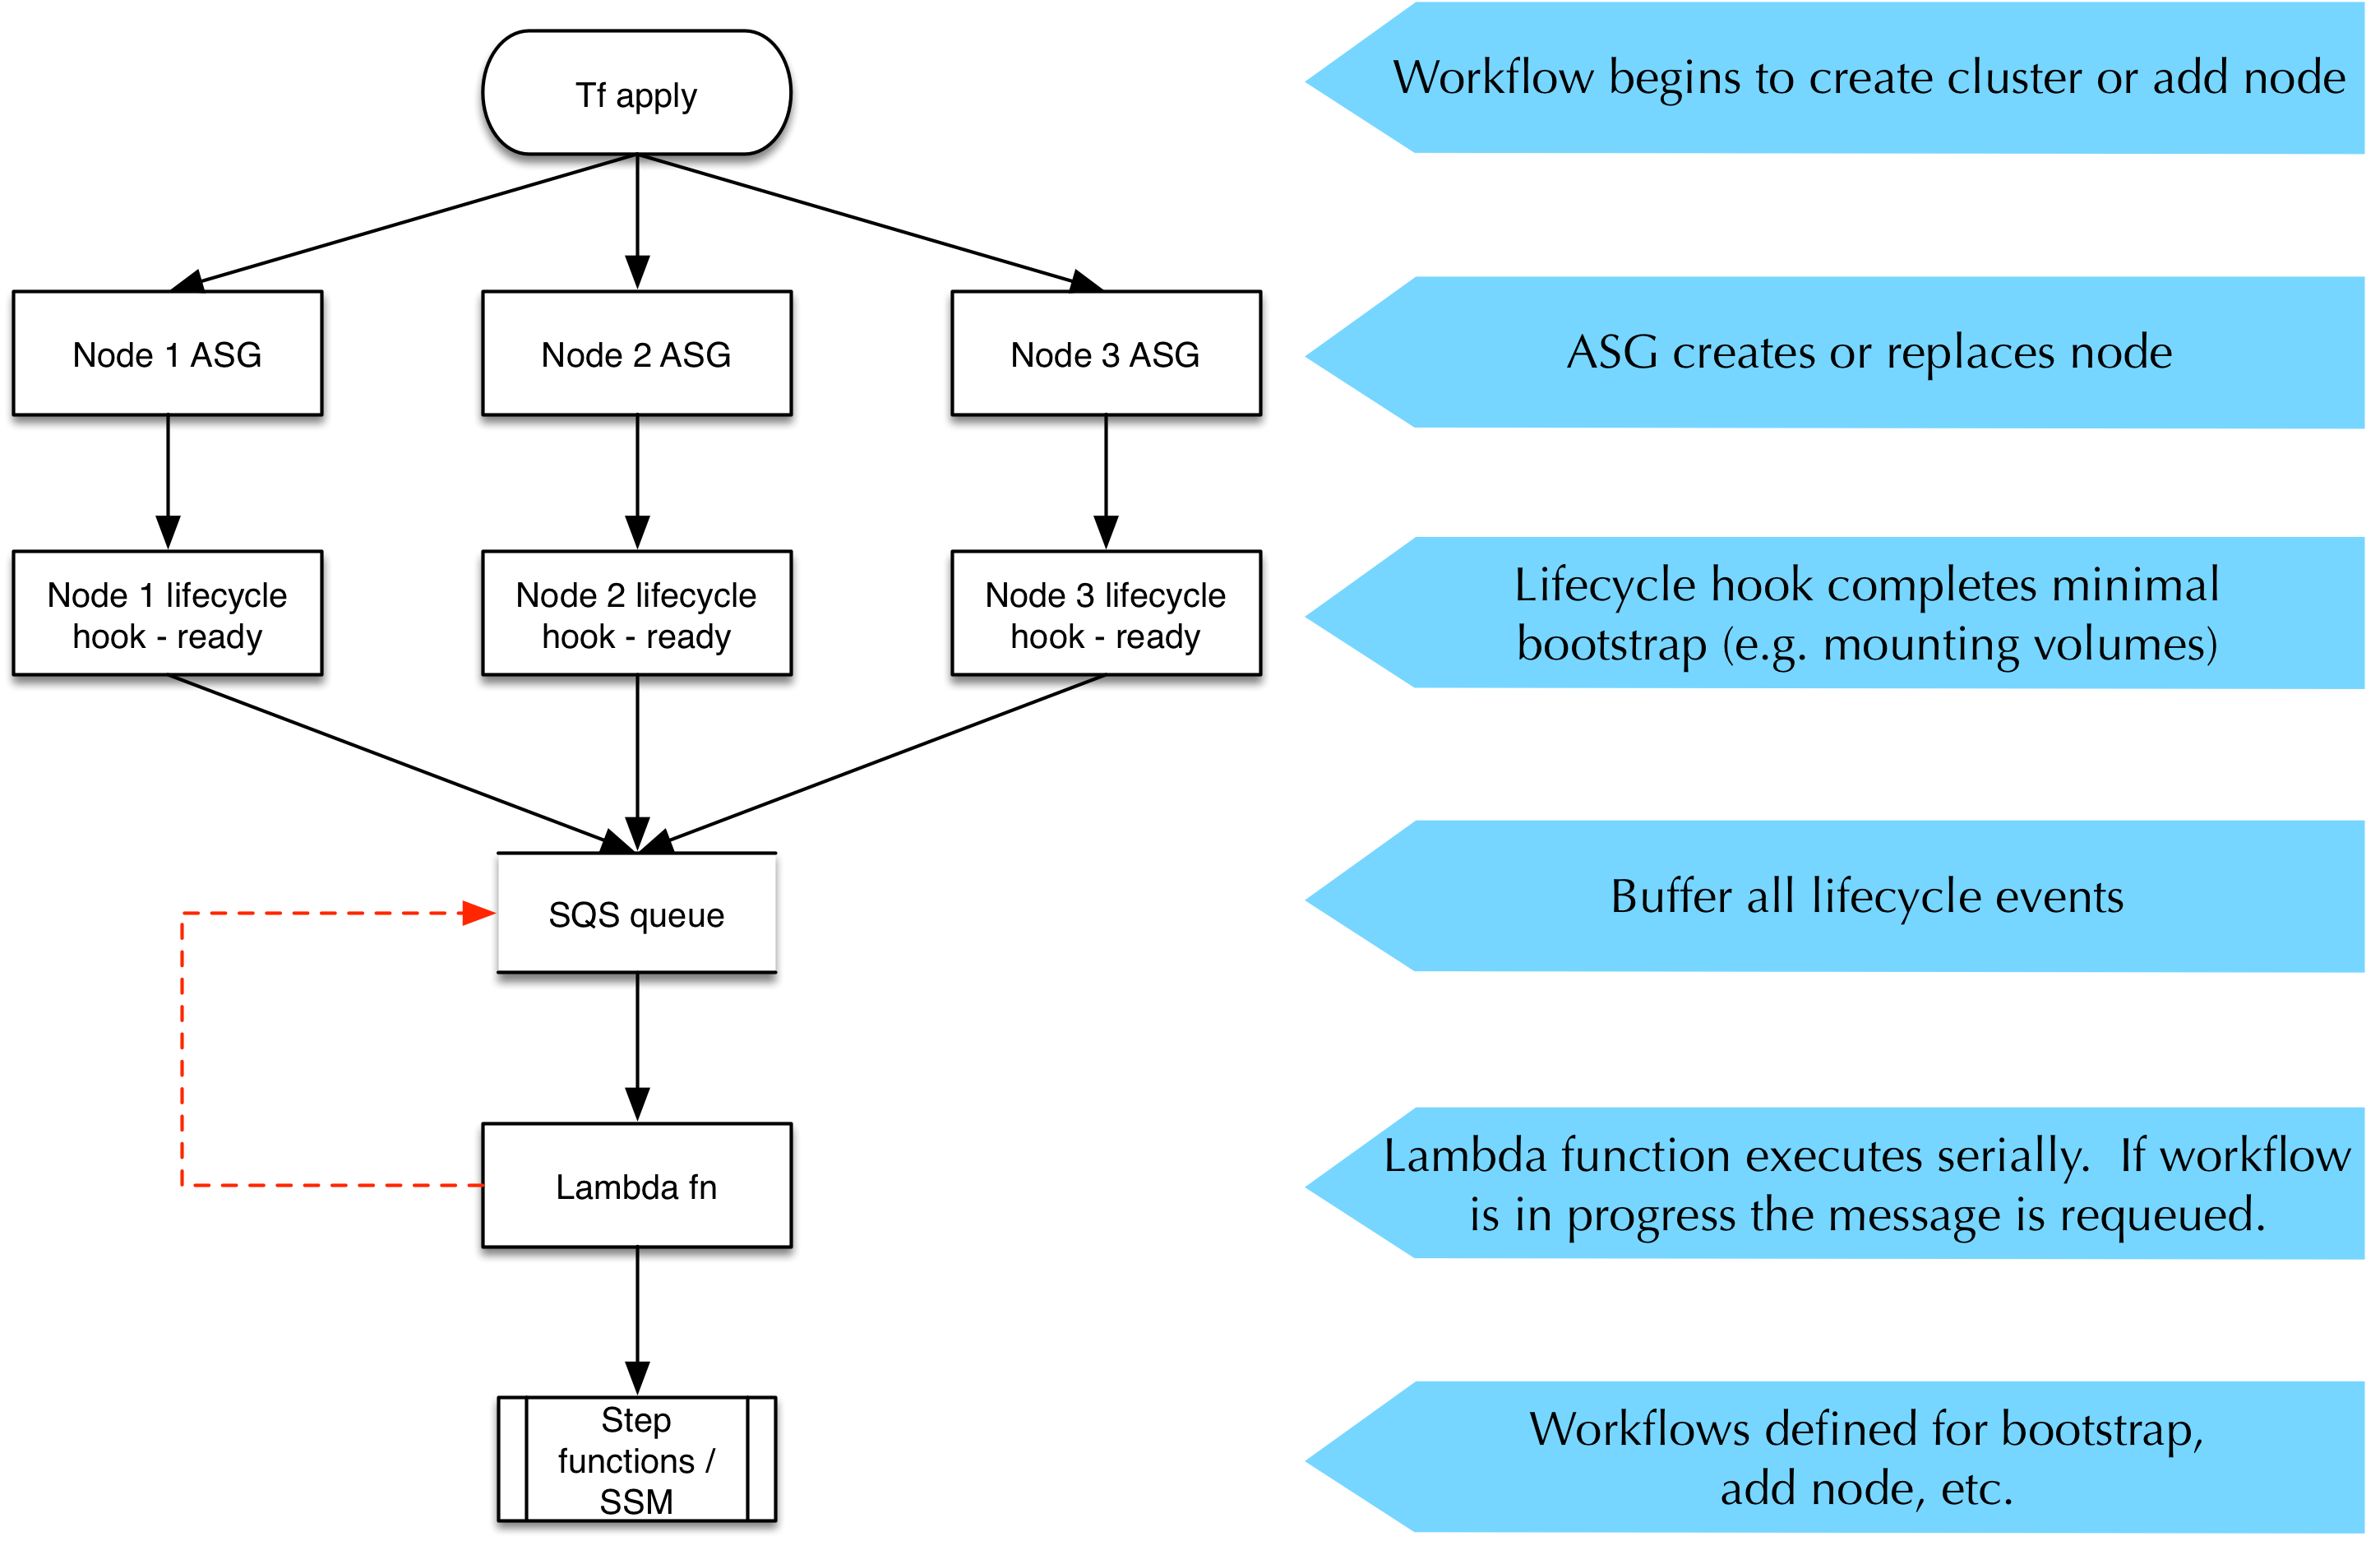 Tf apply
Workflow begins to create cluster or add node
Node 1 ASG
Node 2 ASG
Node 3 ASG
ASG creates or replaces node
Node 1 lifecycle
hook - ready
Node 2 lifecycle
hook - ready
Node 3 lifecycle
hook - ready
Lifecycle hook completes minimal
bootstrap (e.g. mounting volumes)
SQS queue
Buffer all lifecycle events
Lambda fn
Lambda function executes serially.  If workflow
is in progress the message is requeued.
Step
functions /
SSM
Workflows defined for bootstrap,
add node, etc.